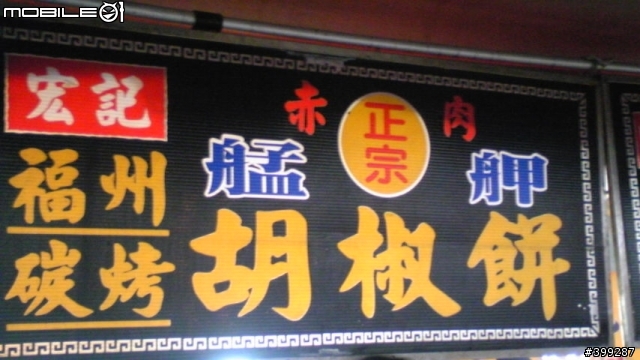 MOBILE01
宏記
福州
碳烤
赤 正宗 肉
艋 舺
胡椒餅
#399287